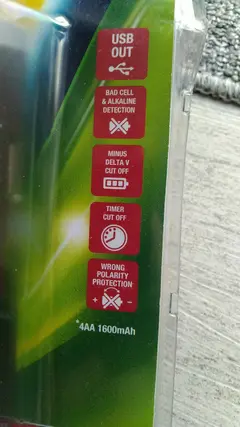 USB
OUT
BAD CELL
& ALKALINE
DETECTION
MINUS
DELTA V
CUT OFF
TIMER
CUT OFF
WRONG
POLARITY
PROTECTION
+ -
*4AA 1600mAh